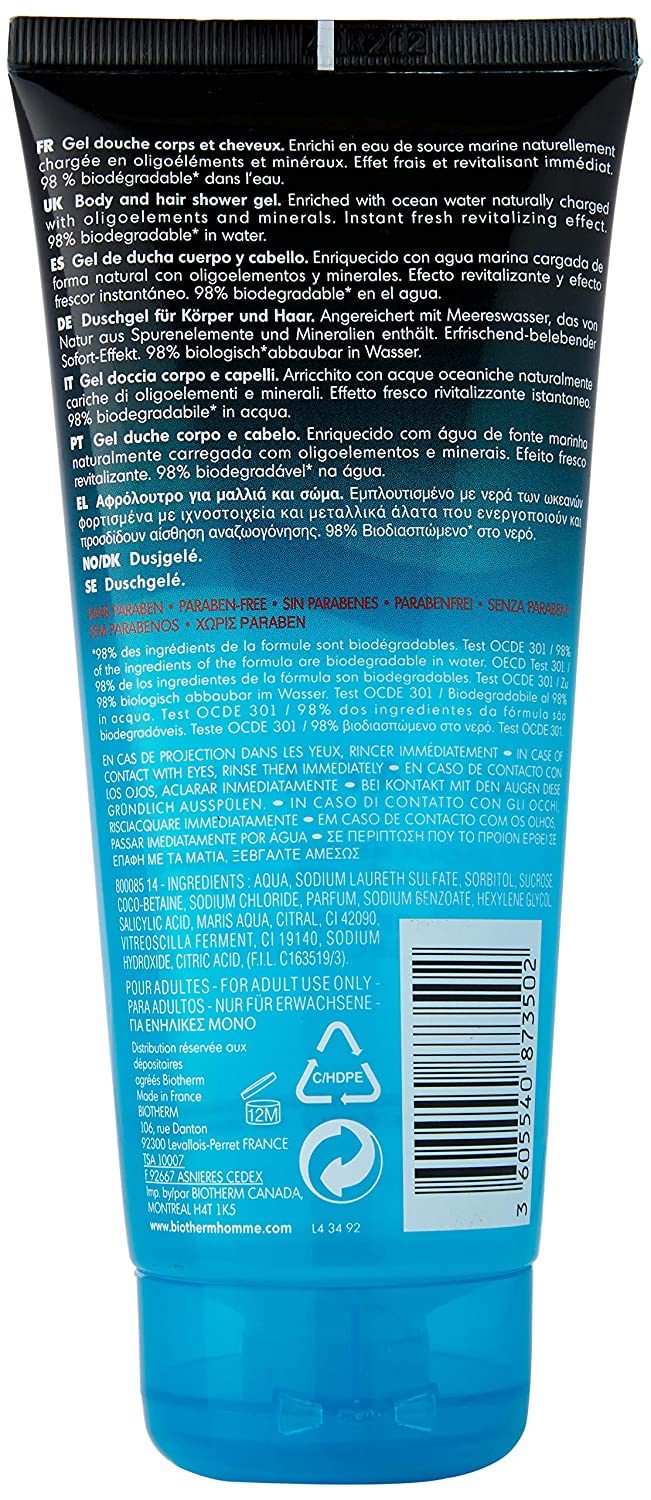 FR Gel douche corps et cheveux. Enrichi en eau de source marine naturellement
chargée en oligoéléments et minéraux. Effet frais et revitalisant immédiat.
98 % biodégradable* dans l'eau.
UK Body and hair shower gel. Enriched with ocean water naturally charged
with oligoelements and minerals. Instant fresh revitalizing effect.
98% biodegradable* in water.
ES Gel de ducha cuerpo y cabello. Enriquecido con agua marina cargada de
forma natural con oligoelementos y minerales. Efecto revitalizante y efecto
frescor instantáneo. 98% biodegradable* en el agua.
DE Duschgel für Körper und Haar. Angereichert mit Meereswasser, das von
Natur aus Spurenelemente und Mineralien enthält. Erfrischend-belebender
Sofort-Effekt. 98% biologisch*abbaubar in Wasser.
IT Gel doccia corpo e capelli. Arricchito con acque oceaniche naturalmente
cariche di oligoelementi e minerali. Effetto fresco rivitalizzante istantaneo.
98% biodegradabile* in acqua.
PT Gel duche corpo e cabelo. Enriquecido com água de fonte marinha
naturalmente carregada com oligoelementos e minerais. Efeito fresco
revitalizante. 98% biodegradável* na água.
EL Αφρόλουτρο για μαλλιά και σώμα. Εμπλουτισμένο με νερά των ωκεανών
φορτισμένα με ιχνοστοιχεία και μεταλλικά άλατα που ενεργοποιούν και
προσδίδουν αίσθηση αναζωογόνησης. 98% Βιοδιασπώμενο* στο νερό.
NO/DK Dusjgelé.
SE Duschgelé.
SANS PARABEN • PARABEN-FREE • SIN PARABENES • PARABENFREI • SENZA PARABENI
SEM PARABENOS • ΧΩΡΙΣ PARABEN
*98% des ingrédients de la formule sont biodégradables. Test OCDE 301 / 98%
of the ingredients of the formula are biodegradable in water. OECD Test 301 /
98% de los ingredientes de la fórmula son biodegradables. Test OCDE 301 / Zu
98% biologisch abbaubar im Wasser. Test OCDE 301 / Biodegradabile al 98%
in acqua. Test OCDE 301 / 98% dos ingredientes da fórmula são
biodegradáveis. Teste OCDE 301 / 98% βιοδιασπώμενο στο νερό. Test OCDE 301
EN CAS DE PROJECTION DANS LES YEUX, RINCER IMMÉDIATEMENT • IN CASE OF
CONTACT WITH EYES, RINSE THEM IMMEDIATELY • EN CASO DE CONTACTO CON
LOS OJOS, ACLARAR INMEDIATAMENTE • BEI KONTAKT MIT DEN AUGEN DIESE
GRÜNDLICH AUSSPÜLEN. • IN CASO DI CONTATTO CON GLI OCCHI,
RISCIACQUARE IMMEDIATAMENTE • EM CASO DE CONTACTO COM OS OLHOS,
PASSAR IMEDIATAMENTE POR ÁGUA • ΣΕ ΠΕΡΙΠΤΩΣΗ ΠΟΥ ΤΟ ΠΡΟΙΟΝ ΕΡΘΕΙ ΣΕ
ΕΠΑΦΗ ΜΕ ΤΑ ΜΑΤΙΑ, ΞΕΒΓΑΛΤΕ ΑΜΕΣΩΣ
800085 14 - INGREDIENTS : AQUA, SODIUM LAURETH SULFATE, SORBITOL, SUCROSE,
COCO-BETAINE, SODIUM CHLORIDE, PARFUM, SODIUM BENZOATE, HEXYLENE GLYCOL,
SALICYLIC ACID, MARIS AQUA, CITRAL, CI 42090,
VITREOSCILLA FERMENT, CI 19140, SODIUM
HYDROXIDE, CITRIC ACID, (F.I.L. C163519/3).
POUR ADULTES - FOR ADULT USE ONLY -
PARA ADULTOS - NUR FÜR ERWACHSENE -
ΓΙΑ ΕΝΗΛΙΚΕΣ ΜΟΝΟ
Distribution réservée aux
dépositaires
agréés Biotherm
Made in France
BIOTHERM
106, rue Danton
92300 Levallois-Perret FRANCE
TSA 10007
F 92667 ASNIERES CEDEX
Imp. by/par BIOTHERM CANADA,
MONTREAL H4T 1K5
www.biothermhomme.com
L4 34 92
12M
C/HDPE
3 605540 873502